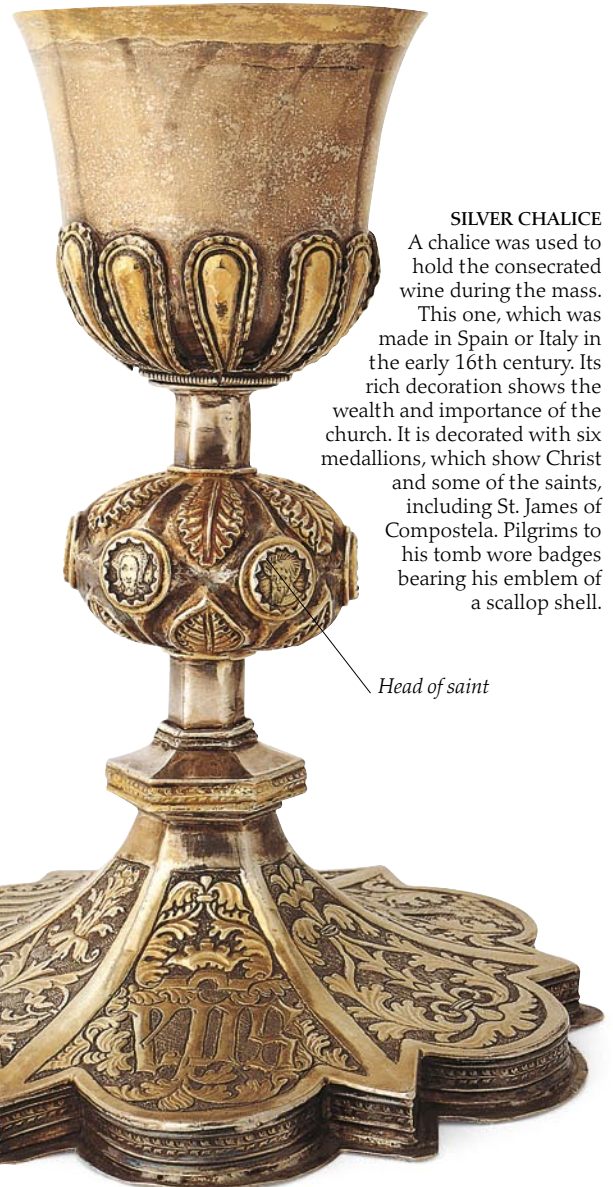 SILVER CHALICE
A chalice was used to
hold the consecrated
wine during the mass.
This one, which was
made in Spain or Italy in
the early 16th century. Its
rich decoration shows the
wealth and importance of the
church. It is decorated with six
medallions, which show Christ
and some of the saints,
including St. James of
Compostela. Pilgrims to
his tomb wore badges
bearing his emblem of
a scallop shell.
Head of saint